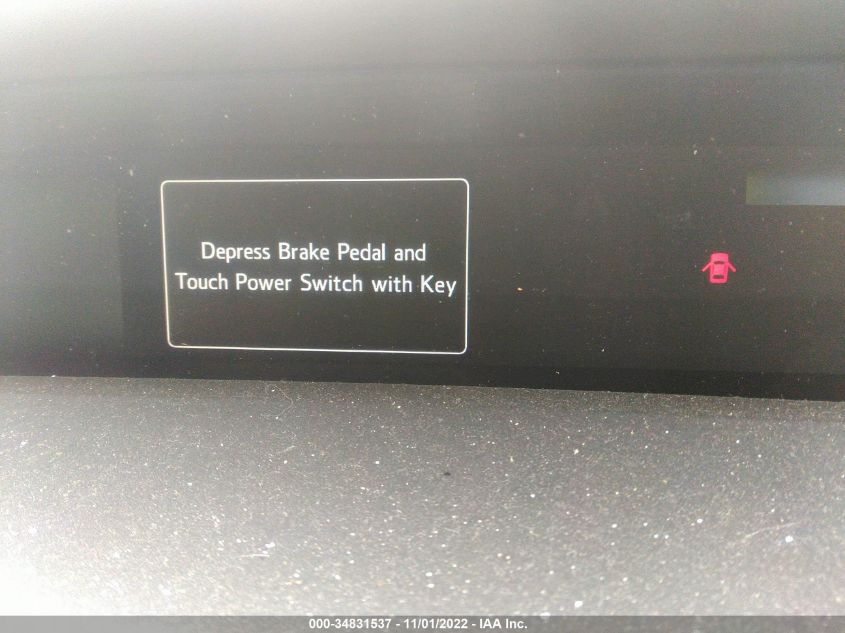 Depress Brake Pedal and
Touch Power Switch with Key
000-34831537 - 11/01/2022 - IAA Inc.